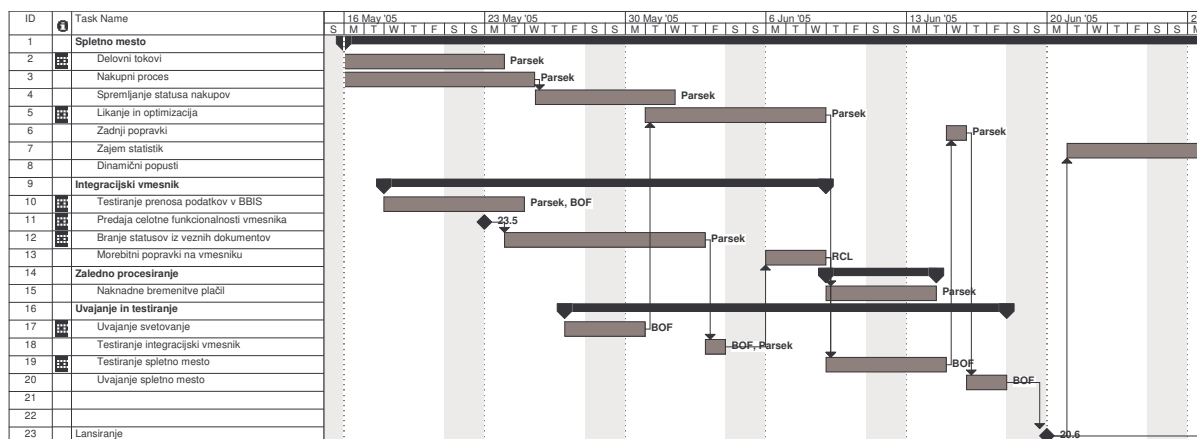 ID Task Name 16 May '05 23 May '05 30 May '05 6 Jun '05 13 Jun '05 20 Jun '05 2
S M T W T F S S M T W T F S S M T W T F S S M T W T F S S M T W T F S S M T W T F S S M
1 Spletno mesto
2 Delovni tokovi Parsek
3 Nakupni proces Parsek
4 Spremljanje statusa nakupov Parsek
5 Likanje in optimizacija Parsek
6 Zadnji popravki Parsek
7 Zajem statistik
8 Dinamični popusti
9 Integracijski vmesnik
10 Testiranje prenosa podatkov v BBIS Parsek, BOF
11 Predaja celotne funkcionalnosti vmesnika 23.5
12 Branje statusov iz veznih dokumentov Parsek
13 Morebitni popravki na vmesniku RCL
14 Zaledno procesiranje
15 Naknadne bremenitve plačil Parsek
16 Uvajanje in testiranje
17 Uvajanje svetovanje BOF
18 Testiranje integracijski vmesnik BOF, Parsek
19 Testiranje spletno mesto BOF
20 Uvajanje spletno mesto BOF
21
22
23 Lansiranje 20.6